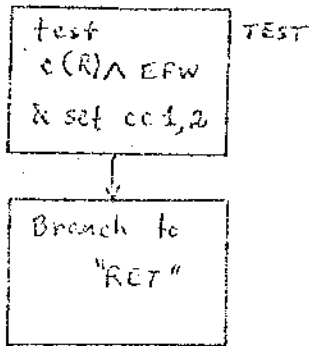 test
c(R) ∧ EFW
& set cc1,2
TEST
Branch to
"RET"